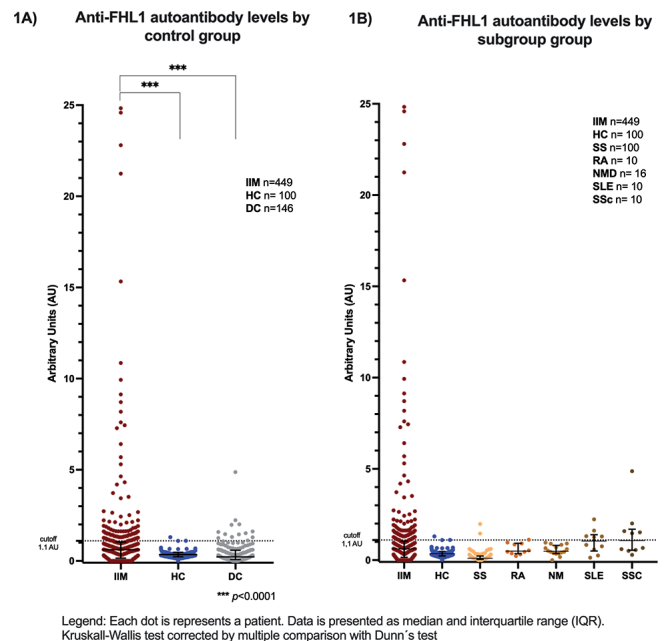 1A)
Anti-FHL1 autoantibody levels by
control group
***
***
Arbitrary Units (AU)
25
20
15
10
5
0
cutoff
1.1 AU
IIM n=449
HC n= 100
DC n=146
IIM
HC
DC
*** p<0.0001
1B)
Anti-FHL1 autoantibody levels by
subgroup group
Arbitrary Units (AU)
25
20
15
10
5
0
cutoff
1,1 AU
IIM n=449
HC n= 100
SS n=100
RA n= 10
NMD n= 16
SLE n= 10
SSc n= 10
IIM
HC
SS
RA
NM
SLE
SSC
Legend: Each dot is represents a patient. Data is presented as median and interquartile range (IQR).
Kruskall-Wallis test corrected by multiple comparison with Dunn´s test